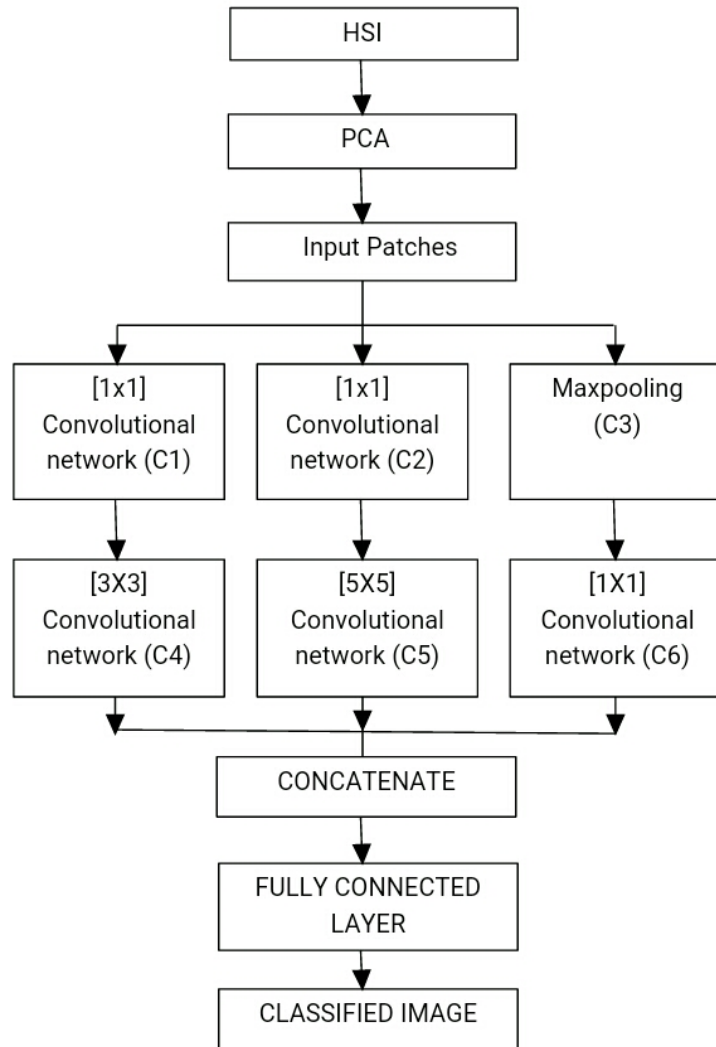 HSI
PCA
Input Patches
[1x1]
Convolutional
network (C1)
[1x1]
Convolutional
network (C2)
Maxpooling
(C3)
[3X3]
Convolutional
network (C4)
[5X5]
Convolutional
network (C5)
[1X1]
Convolutional
network (C6)
CONCATENATE
FULLY CONNECTED
LAYER
CLASSIFIED IMAGE